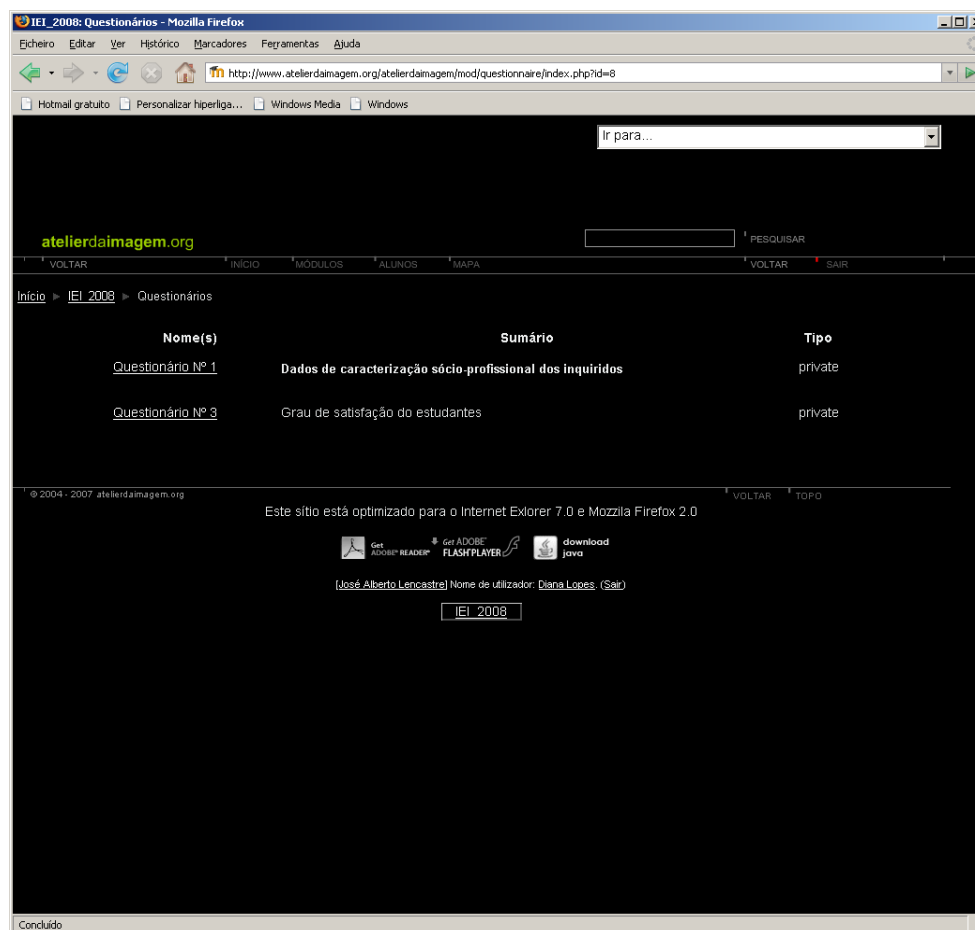 IEI_2008: Questionários - Mozilla Firefox
Ficheiro Editar Ver Histórico Marcadores Ferramentas Ajuda
http://www.atelierdaimagem.org/atelierdaimagem/mod/questionnaire/index.php?id=8
Hotmail gratuito Personalizar hiperliga... Windows Media Windows
Ir para...
atelierdaimagem.org PESQUISAR
VOLTAR INÍCIO MÓDULOS ALUNOS MAPA VOLTAR SAIR
Início ► IEI_2008 ► Questionários
Nome(s) Sumário Tipo
Questionário Nº 1 Dados de caracterização sócio-profissional dos inquiridos private
Questionário Nº 3 Grau de satisfação do estudantes private
© 2004 - 2007 atelierdaimagem.org VOLTAR TOPO
Este sítio está optimizado para o Internet Exlorer 7.0 e Mozzila Firefox 2.0
Get ADOBE® READER® Get ADOBE® FLASH® PLAYER download java
[José Alberto Lencastre] Nome de utilizador: Diana Lopes. (Sair)
IEI_2008
Concluído